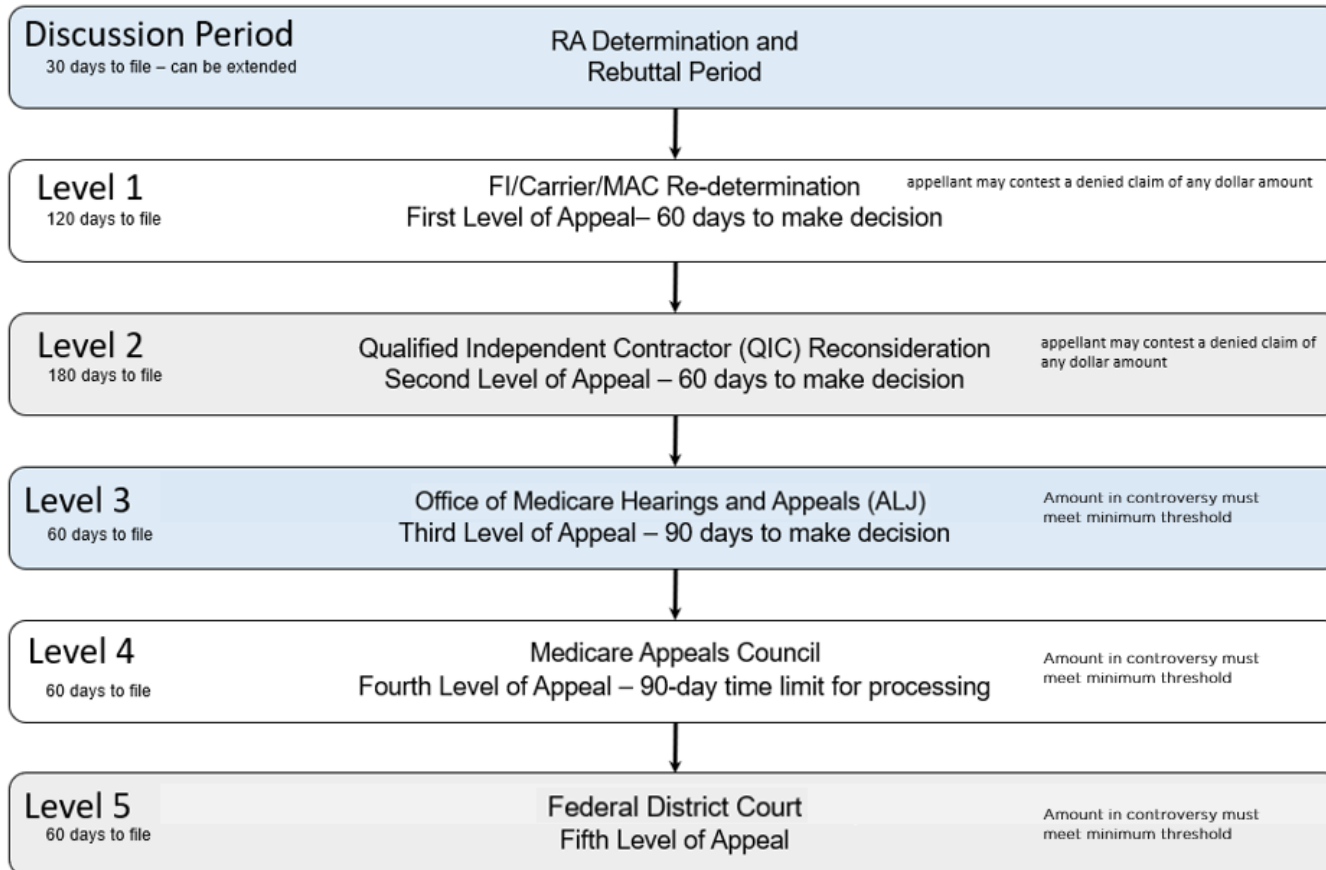 Discussion Period
30 days to file – can be extended
RA Determination and
Rebuttal Period
Level 1
120 days to file
FI/Carrier/MAC Re-determination
First Level of Appeal– 60 days to make decision
appellant may contest a denied claim of any dollar amount
Level 2
180 days to file
Qualified Independent Contractor (QIC) Reconsideration
Second Level of Appeal – 60 days to make decision
appellant may contest a denied claim of
any dollar amount
Level 3
60 days to file
Office of Medicare Hearings and Appeals (ALJ)
Third Level of Appeal – 90 days to make decision
Amount in controversy must
meet minimum threshold
Level 4
60 days to file
Medicare Appeals Council
Fourth Level of Appeal – 90-day time limit for processing
Amount in controversy must
meet minimum threshold
Level 5
60 days to file
Federal District Court
Fifth Level of Appeal
Amount in controversy must
meet minimum threshold